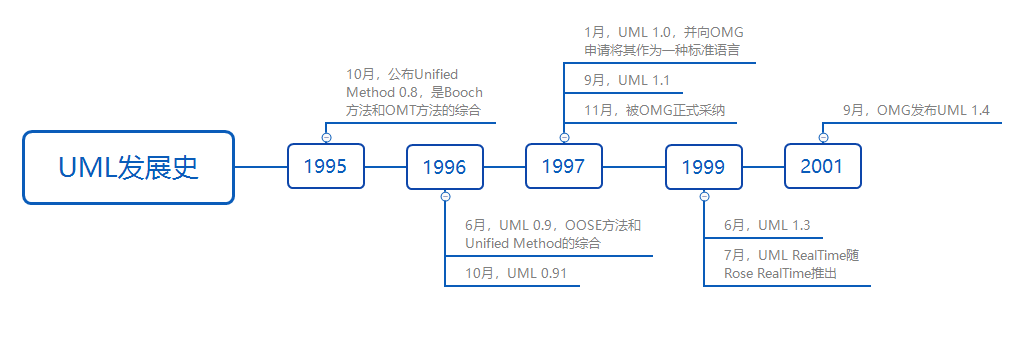 UML发展史
1995
10月，公布Unified
Method 0.8，是Booch
方法和OMT方法的综合
1996
6月，UML 0.9，OOSE方法和
Unified Method的综合
10月，UML 0.91
1997
1月，UML 1.0，并向OMG
申请将其作为一种标准语言
9月，UML 1.1
11月，被OMG正式采纳
1999
6月，UML 1.3
7月，UML RealTime随
Rose RealTime推出
2001
9月，OMG发布UML 1.4